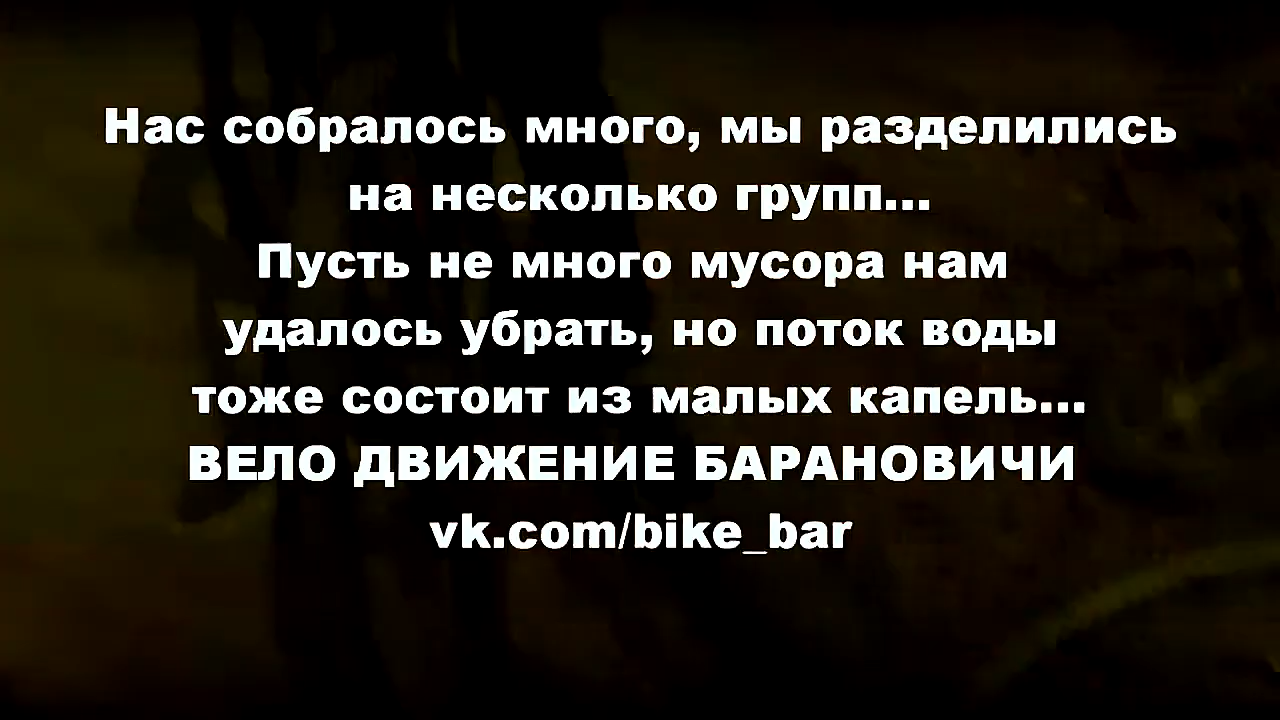 Нас собралось много, мы разделились
на несколько групп...
Пусть не много мусора нам
удалось убрать, но поток воды
тоже состоит из малых капель...
ВЕЛО ДВИЖЕНИЕ БАРАНОВИЧИ
vk.com/bike_bar